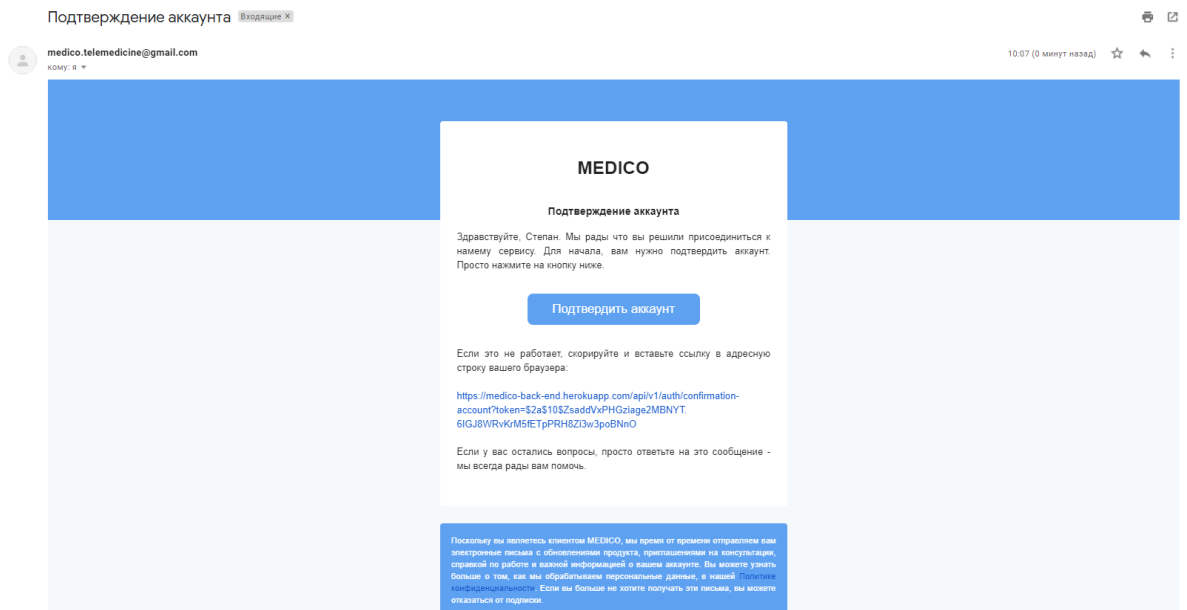 Подтверждение аккаунта Входящие ×
medico.telemedicine@gmail.com
10:07 (0 минут назад)
кому: я
MEDICO
Подтверждение аккаунта
Здравствуйте, Степан. Мы рады что вы решили присоединиться к
намему сервису. Для начала, вам нужно подтвердить аккаунт.
Просто нажмите на кнопку ниже.
Подтвердить аккаунт
Если это не работает, скорируйте и вставьте ссылку в адресную
строку вашего браузера:
https://medico-back-end.herokuapp.com/api/v1/auth/confirmation-
account?token=$2a$10$ZsaddVxPHGziage2MBNYT.
6IGJ8WRvKrM5fETpPRH8Zi3w3poBNnO
Если у вас остались вопросы, просто ответьте на это сообщение -
мы всегда рады вам помочь.
Поскольку вы являетесь клиентом MEDICO, мы время от времени отправляем вам
электронные письма с обновлениями продукта, приглашениями на консультации,
справкой по работе и важной информацией о вашем аккаунте. Вы можете узнать
больше о том, как мы обрабатываем персональные данные, в нашей Политике
конфиденциальности. Если вы больше не хотите получать эти письма, вы можете
отказаться от подписки.